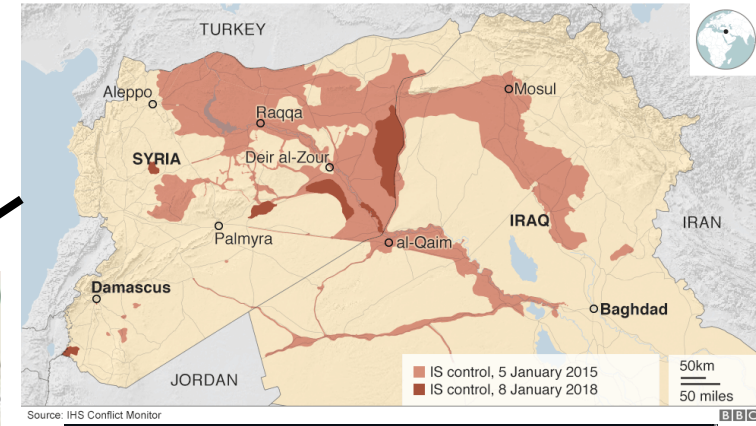 TURKEY
Aleppo
Mosul
Raqqa
SYRIA
Deir al-Zour
IRAQ
IRAN
Palmyra
al-Qaim
Damascus
Baghdad
JORDAN
IS control, 5 January 2015
IS control, 8 January 2018
50km
50 miles
Source: IHS Conflict Monitor
BBC